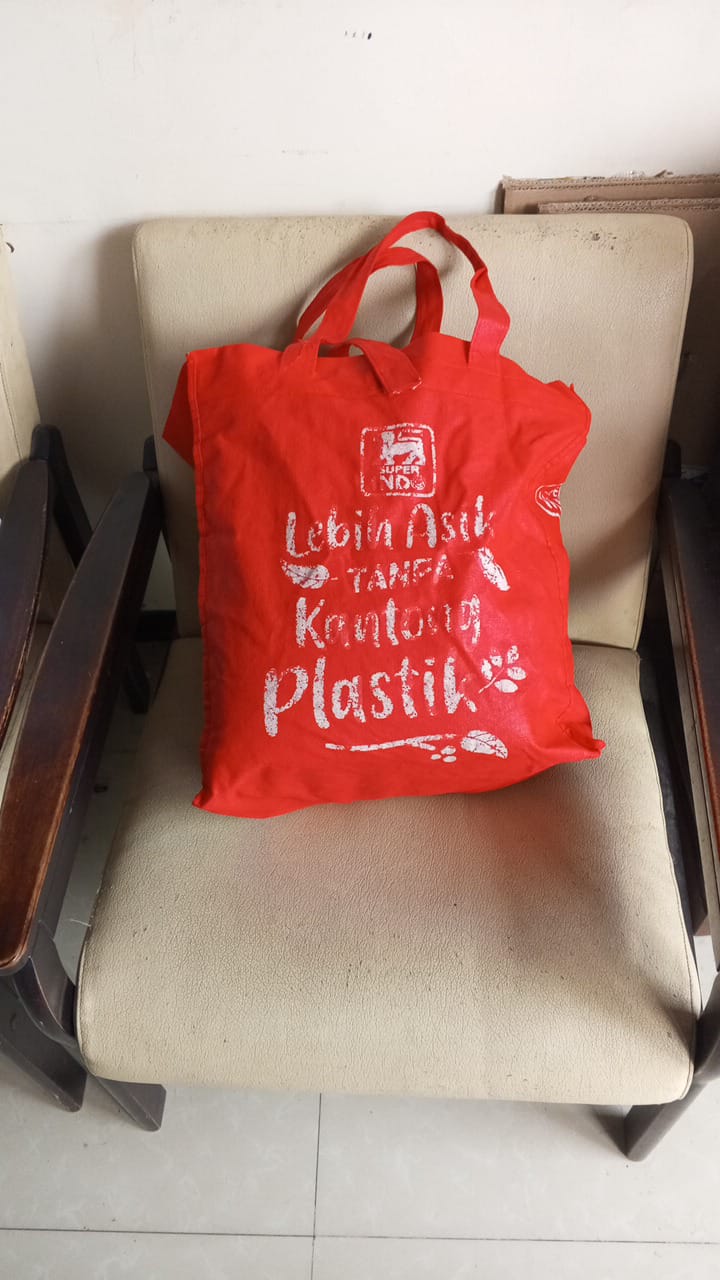 SUPER
INDO
Lebih Asik
TANPA
Kantong
Plastik